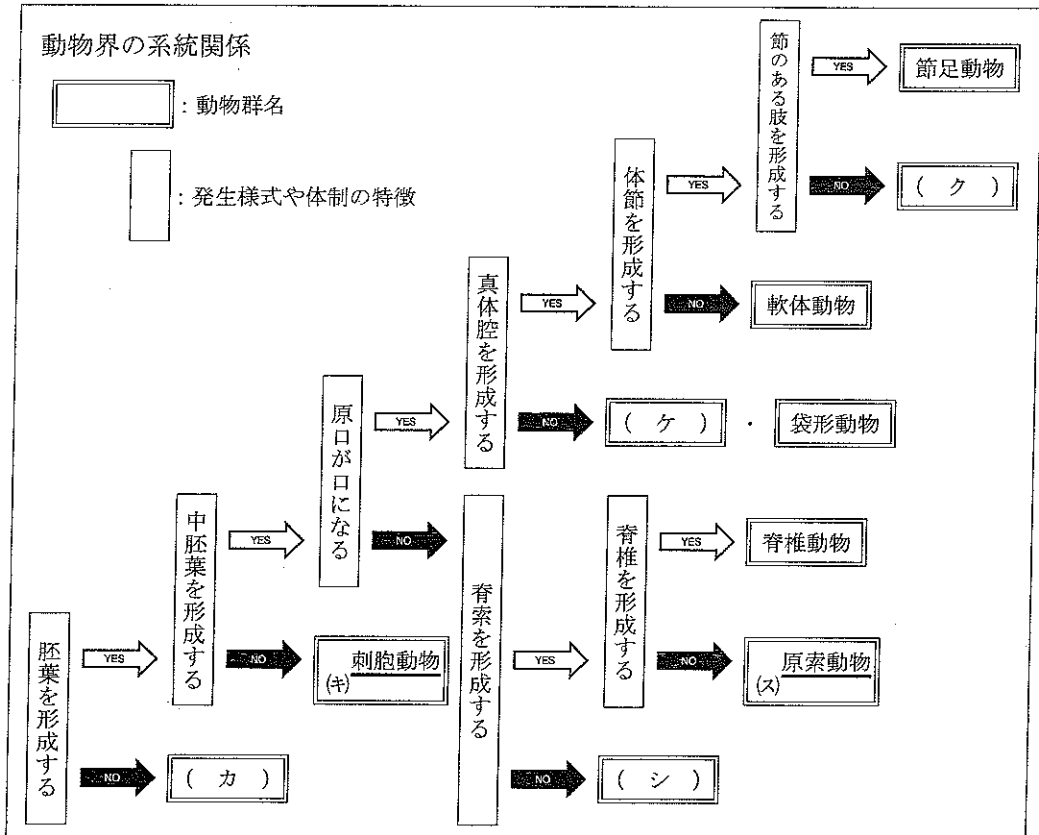 動物界の系統関係
：動物群名
：発生様式や体制の特徴
節のある肢を形成する
YES
節足動物
NO
（ク）
体節を形成する
YES
NO
軟体動物
真体腔を形成する
YES
NO
（ケ）・袋形動物
原口が口になる
YES
NO
脊索を形成する
YES
脊椎を形成する
YES
脊椎動物
NO
(ス)原索動物
NO
（シ）
中胚葉を形成する
YES
NO
(キ)刺胞動物
胚葉を形成する
YES
NO
（カ）